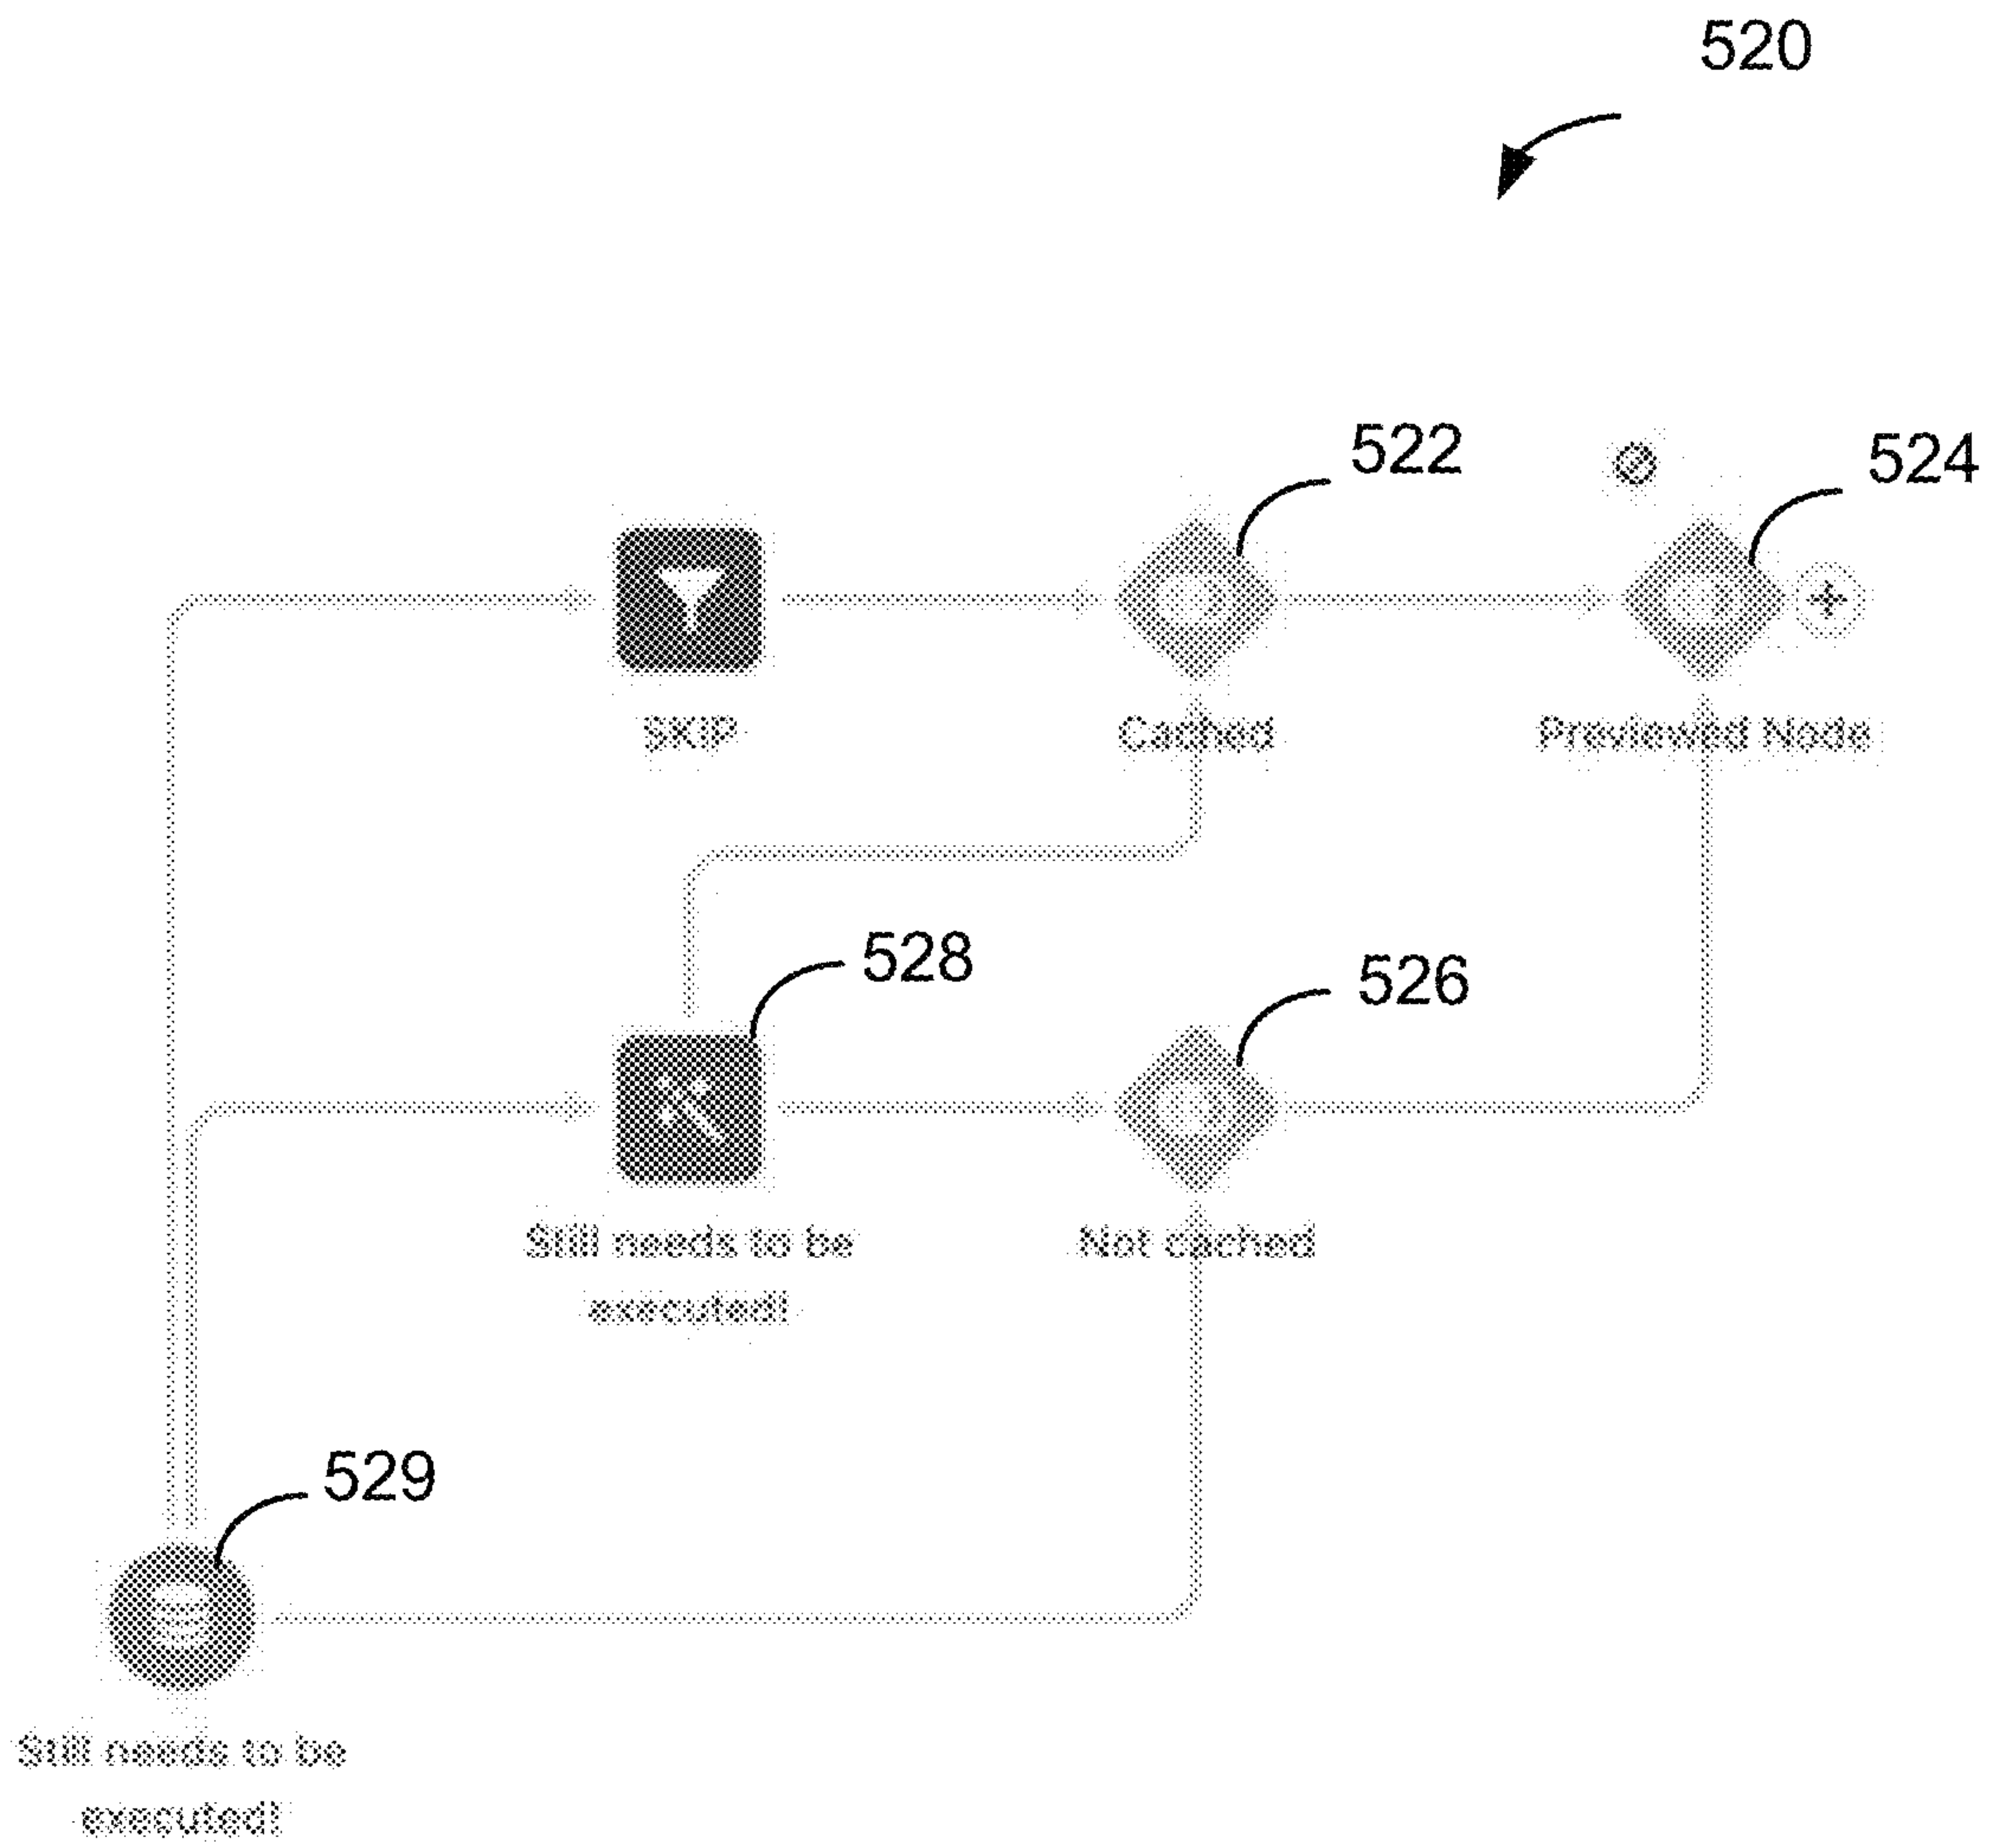 520
522
524
SKIP
Cached
Previewed Node
528
526
Still needs to be
executed!
Not cached
529
Still needs to be
executed!